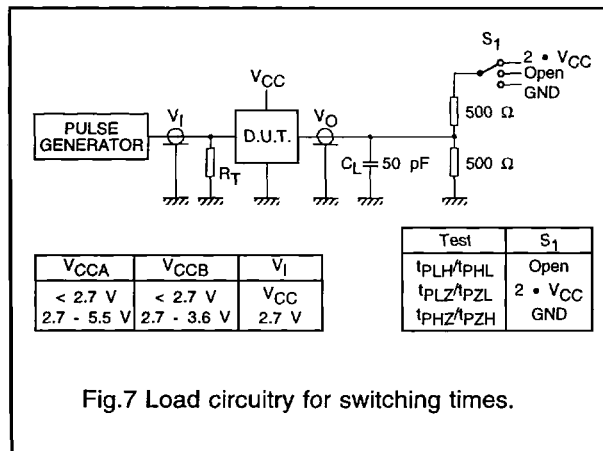 S1
2 • VCC
Open
GND
VCC
500 Ω
VI
VO
PULSE
GENERATOR
D.U.T.
RT
CL
50 pF
500 Ω
VCCA VCCB VI
< 2.7 V < 2.7 V VCC
2.7 - 5.5 V 2.7 - 3.6 V 2.7 V
Test S1
tPLH/tPHL Open
tPLZ/tPZL 2 • VCC
tPHZ/tPZH GND
Fig.7 Load circuitry for switching times.